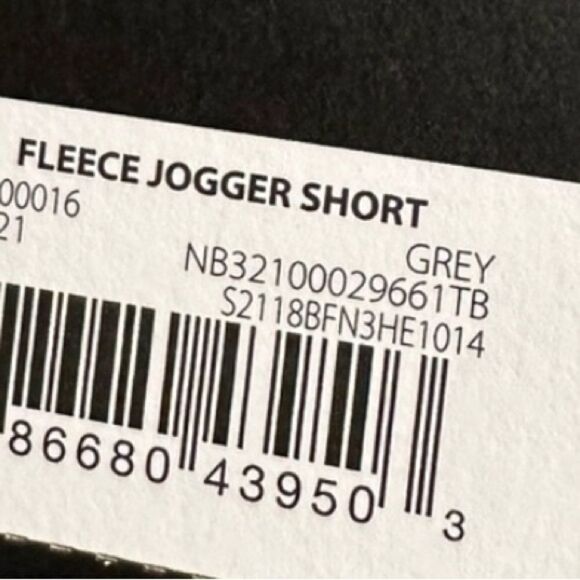 FLEECE JOGGER SHORT
00016
GREY
21
NB32100029661TB
S2118BFN3HE1014
86680 43950 3